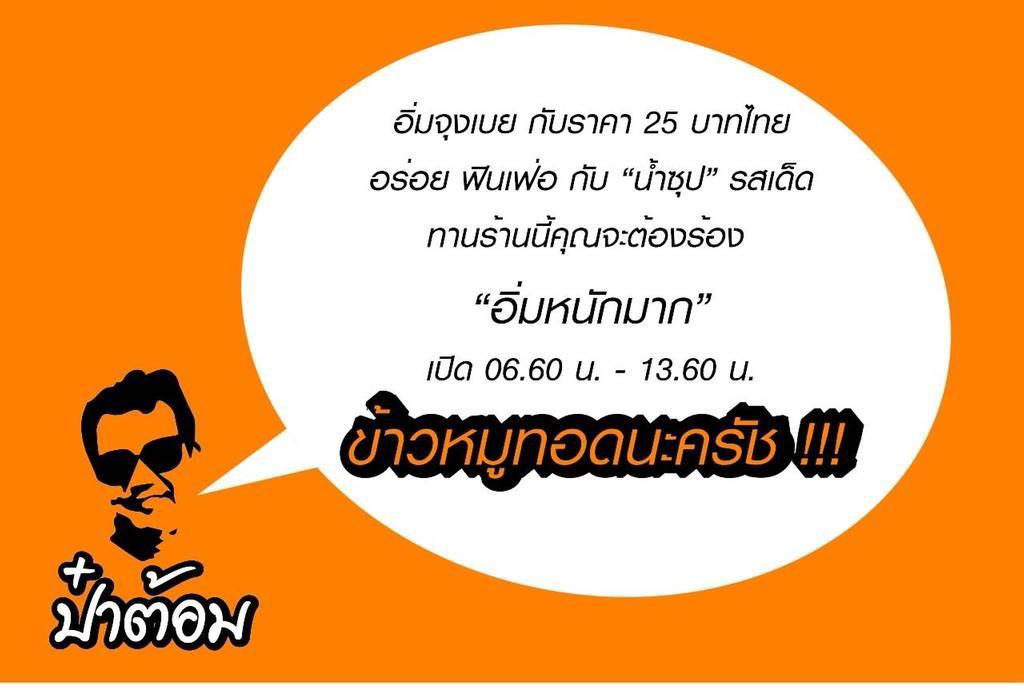 อิ่มจุงเบย กับราคา 25 บาทไทย
อร่อย ฟินเฟ่อ กับ “น้ำซุป” รสเด็ด
ทานร้านนี้คุณจะต้องร้อง
“อิ่มหนักมาก”
เปิด 06.60 น. - 13.60 น.
ข้าวหมูทอดนะครัช !!!
ป๋าต้อม